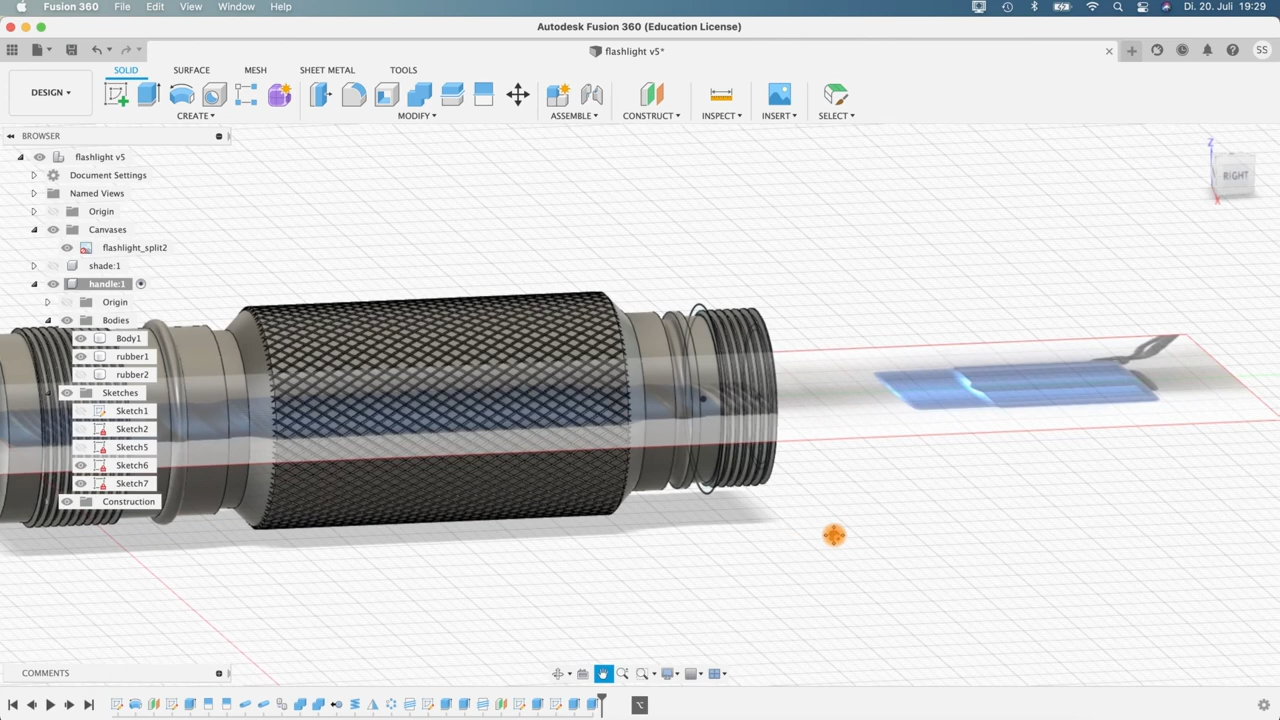 Fusion 360 File Edit View Window Help Di. 20. Juli 19:29
Autodesk Fusion 360 (Education License)
flashlight v5* SS
SOLID SURFACE MESH SHEET METAL TOOLS
DESIGN
CREATE MODIFY ASSEMBLE CONSTRUCT INSPECT INSERT SELECT
BROWSER
flashlight v5
Document Settings
Named Views
Origin
Canvases
flashlight_split2
shade:1
handle:1
Origin
Bodies
Body1
rubber1
rubber2
Sketches
Sketch1
Sketch2
Sketch5
Sketch6
Sketch7
Construction
Z
RIGHT
X
COMMENTS